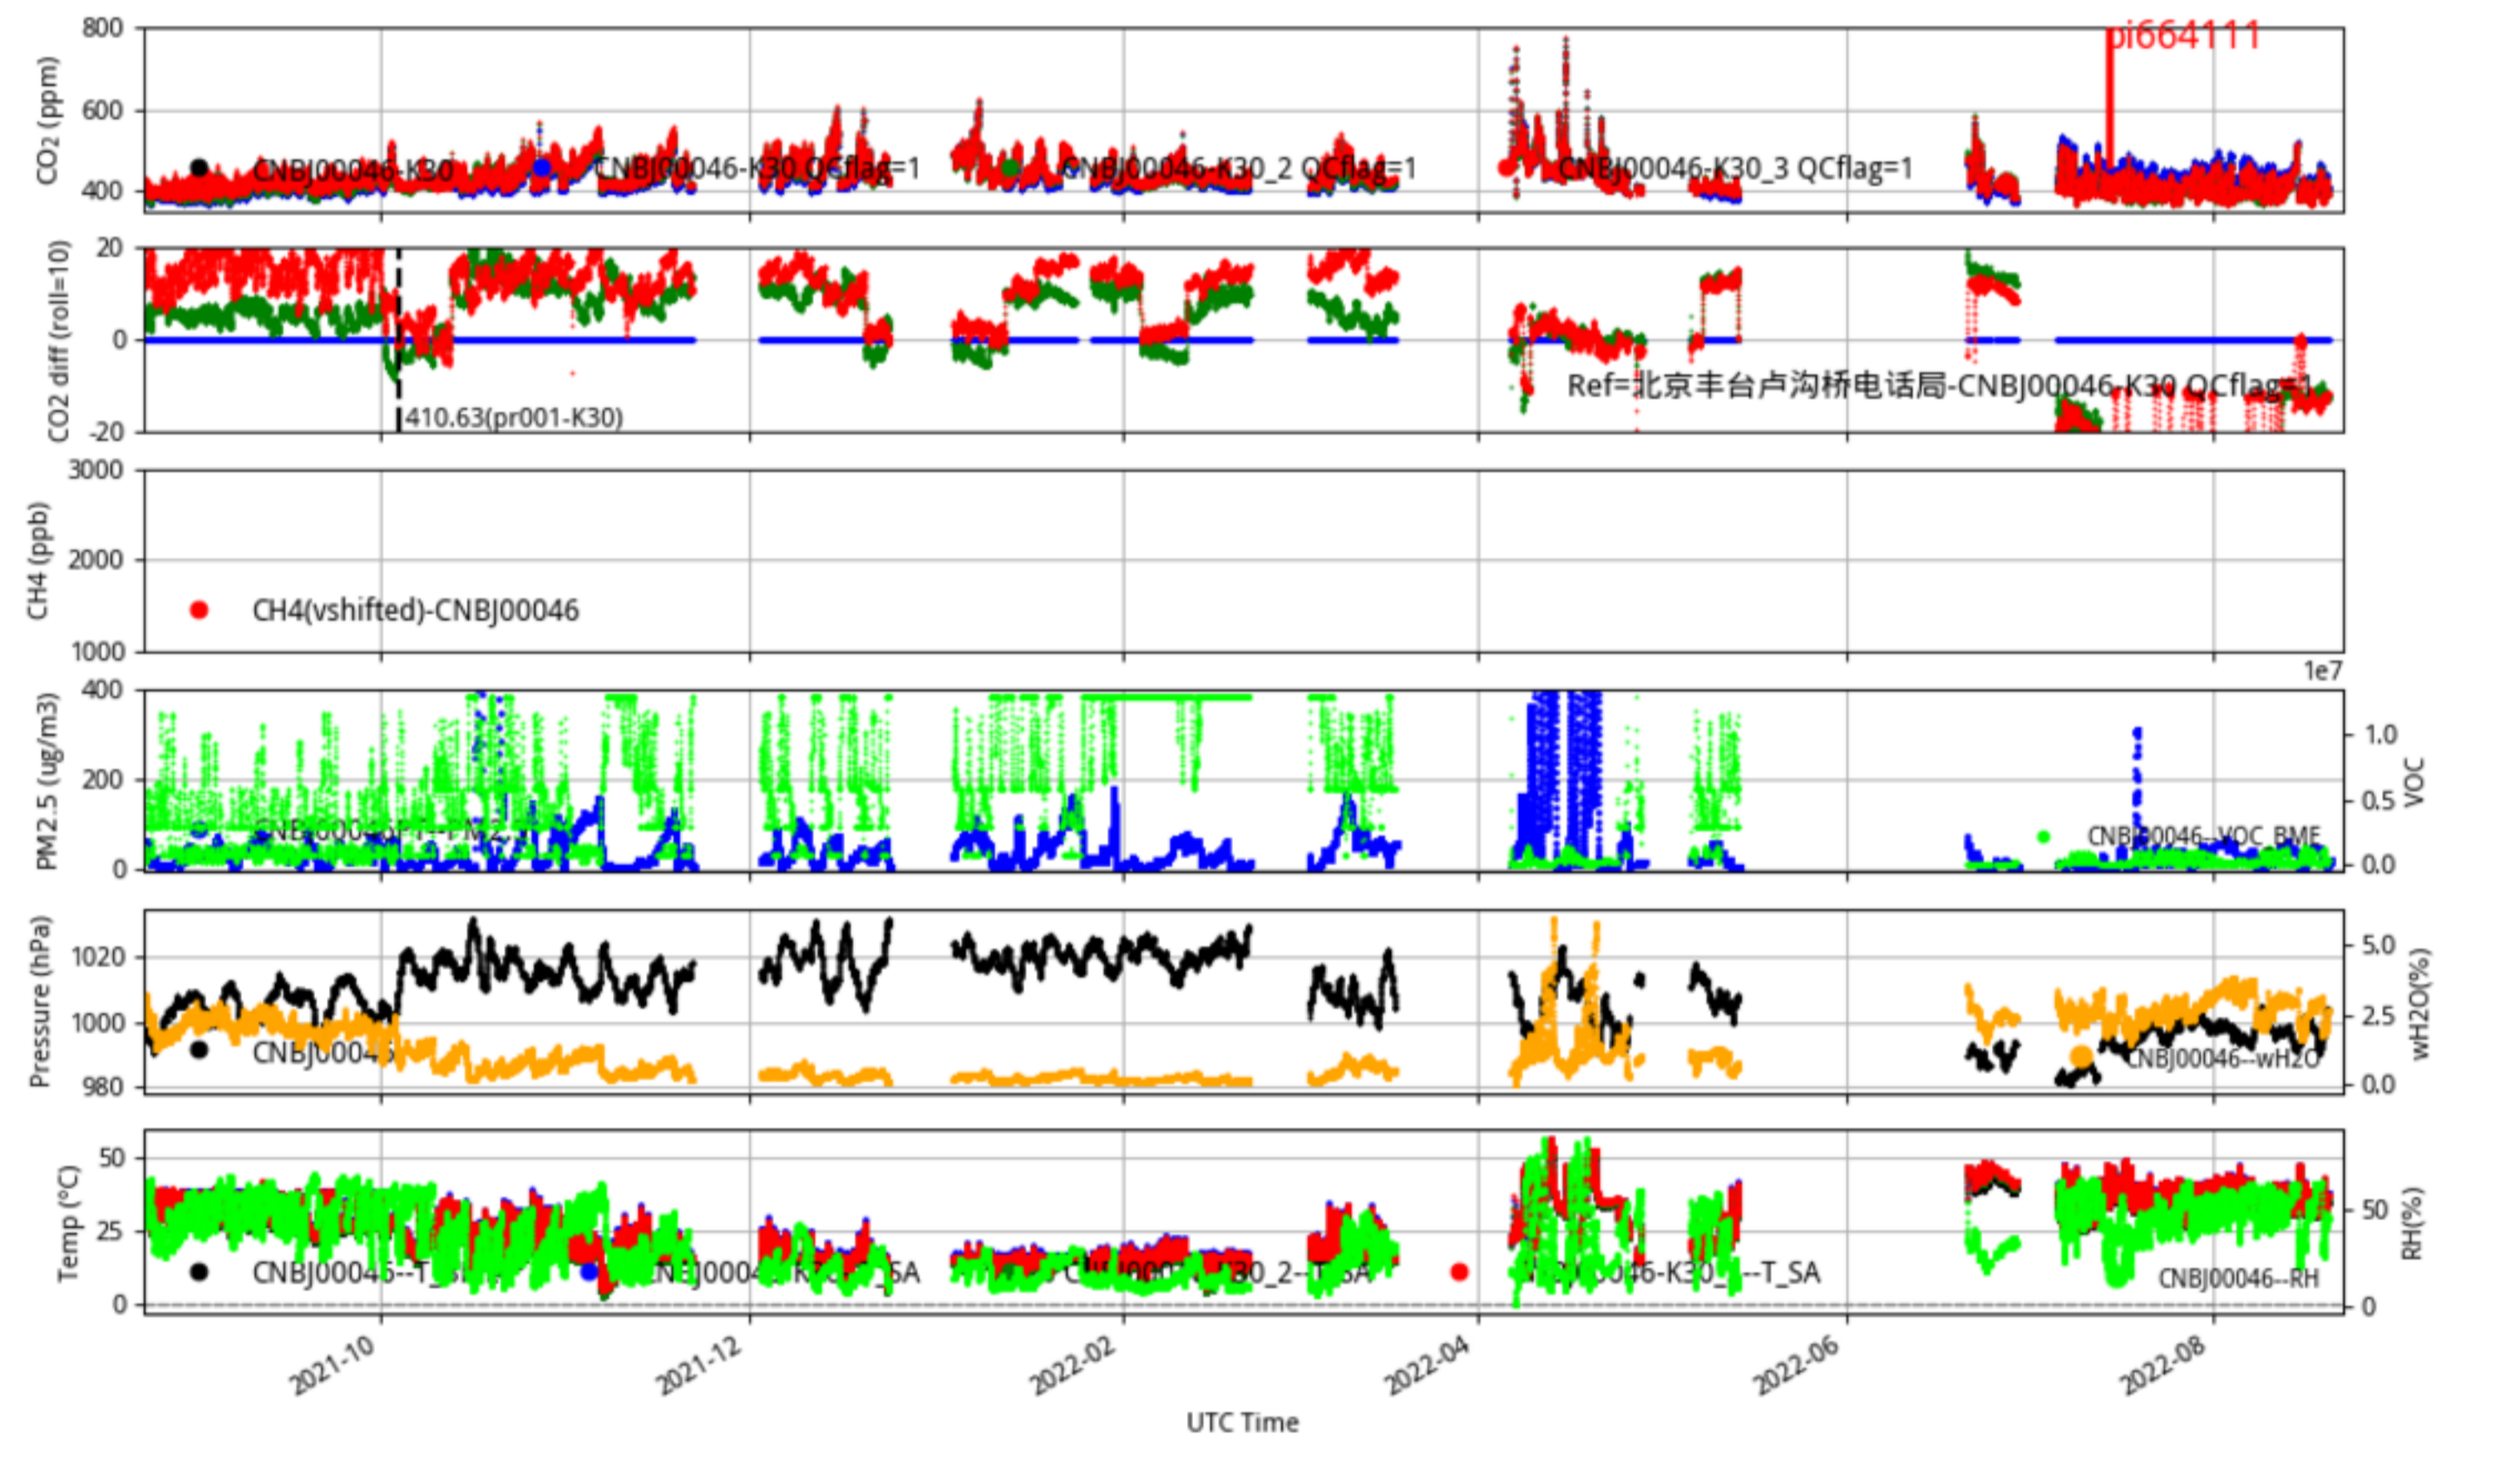 800
600
400
CO2 (ppm)
pi664111
CNBJ00046-K30
CNBJ00046-K30 QCflag=1
CNBJ00046-K30_2 QCflag=1
CNBJ00046-K30_3 QCflag=1
20
0
-20
CO2 diff (roll=10)
410.63(pr001-K30)
Ref=北京丰台卢沟桥电话局-CNBJ00046-K30 QCflag=1
3000
2000
1000
CH4 (ppb)
CH4(vshifted)-CNBJ00046
1e7
400
200
0
PM2.5 (ug/m3)
1.0
0.5
0.0
VOC
CNBJ00046--VOC_BME
1020
1000
980
Pressure (hPa)
CNBJ00046
5.0
2.5
0.0
wH2O(%)
CNBJ00046--wH2O
50
25
0
Temp (°C)
50
0
RH(%)
CNBJ00046--RH
2021-10
2021-12
2022-02
2022-04
2022-06
2022-08
UTC Time